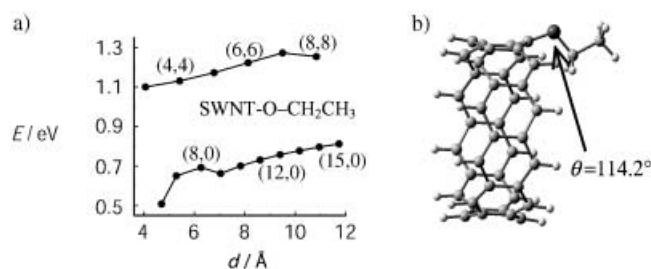 a)
b)
1.3
1.1
0.9
0.7
0.5
E / eV
(4,4)
(6,6)
(8,8)
SWNT-O–CH₂CH₃
(8,0)
(12,0)
(15,0)
4 6 8 10 12
d / Å
θ=114.2°